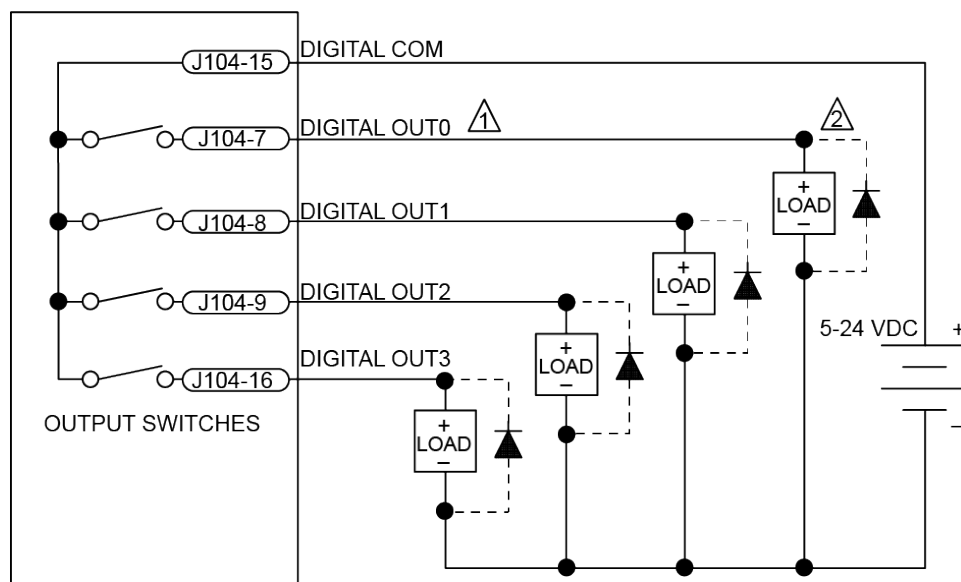 J104-15 DIGITAL COM
J104-7 DIGITAL OUT0 1 2
+
LOAD
−
J104-8 DIGITAL OUT1
+
LOAD
−
J104-9 DIGITAL OUT2
+
LOAD
−
5-24 VDC +
−
J104-16 DIGITAL OUT3
+
LOAD
−
OUTPUT SWITCHES